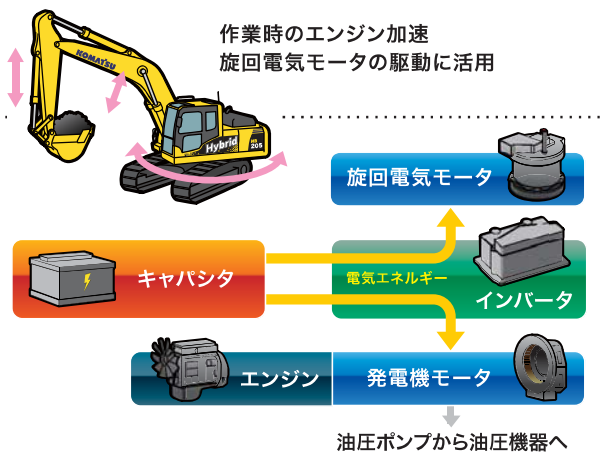 作業時のエンジン加速
旋回電気モータの駆動に活用
KOMATSU
Hybrid
205
旋回電気モータ
キャパシタ
電気エネルギー
インバータ
エンジン
発電機モータ
油圧ポンプから油圧機器へ